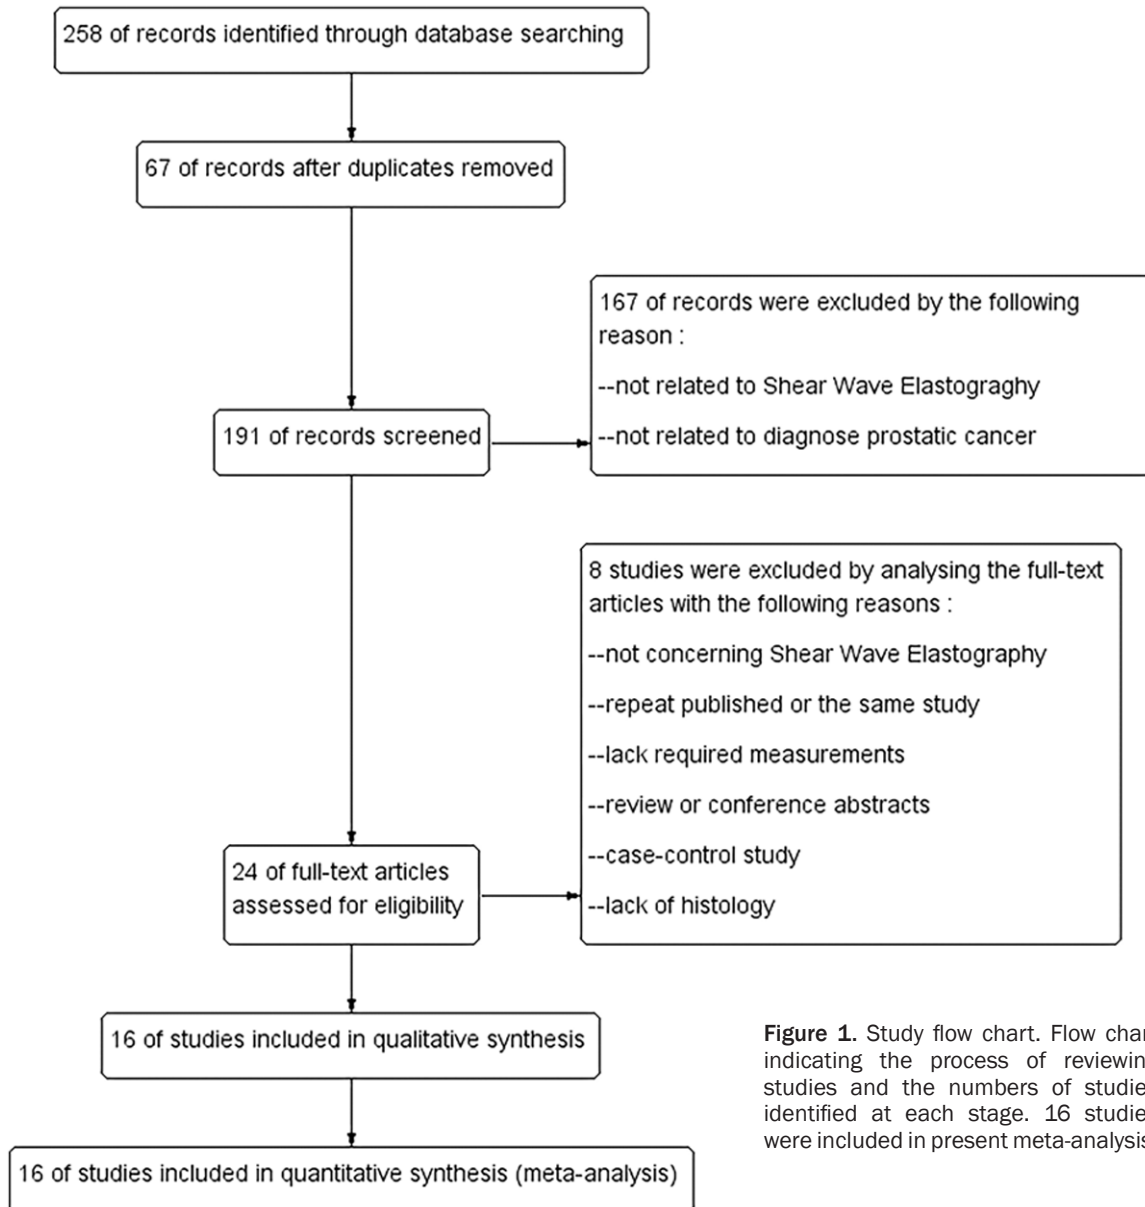 258 of records identified through database searching
67 of records after duplicates removed
167 of records were excluded by the following
reason :
--not related to Shear Wave Elastograghy
--not related to diagnose prostatic cancer
191 of records screened
8 studies were excluded by analysing the full-text
articles with the following reasons :
--not concerning Shear Wave Elastography
--repeat published or the same study
--lack required measurements
--review or conference abstracts
--case-control study
--lack of histology
24 of full-text articles
assessed for eligibility
16 of studies included in qualitative synthesis
16 of studies included in quantitative synthesis (meta-analysis)
Figure 1. Study flow chart. Flow char
indicating the process of reviewin
studies and the numbers of studie
identified at each stage. 16 studie
were included in present meta-analysis